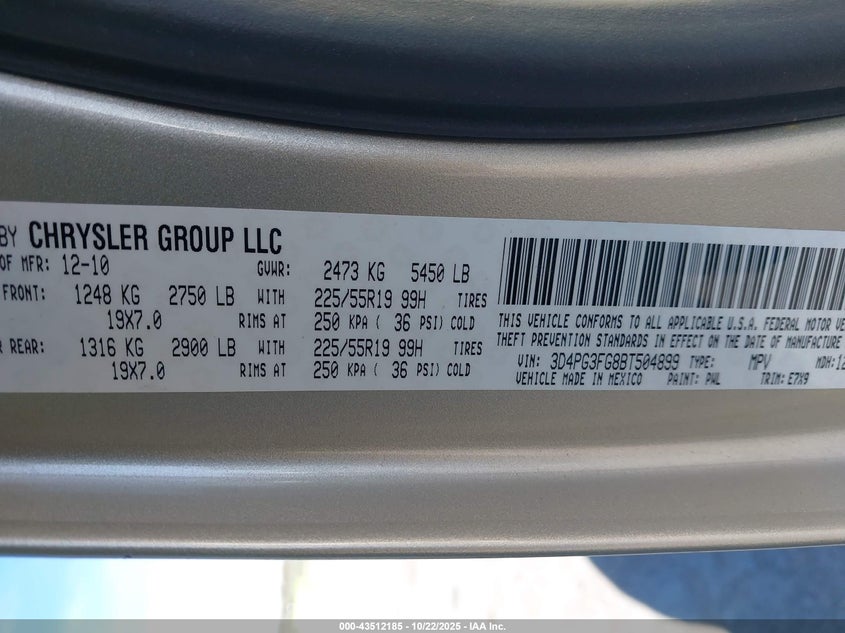 BY CHRYSLER GROUP LLC
OF MFR: 12-10 GVWR: 2473 KG 5450 LB
FRONT: 1248 KG 2750 LB WITH 225/55R19 99H TIRES
19X7.0 RIMS AT 250 KPA ( 36 PSI) COLD
REAR: 1316 KG 2900 LB WITH 225/55R19 99H TIRES
19X7.0 RIMS AT 250 KPA ( 36 PSI) COLD
THIS VEHICLE CONFORMS TO ALL APPLICABLE U.S.A. FEDERAL MOTOR
THEFT PREVENTION STANDARDS IN EFFECT ON THE DATE OF MANUFACTURE
VIN: 3D4PG3FG8BT504899 TYPE: MPV MDH:12
VEHICLE MADE IN MEXICO PAINT: PWL TRIM: E7X9
000-43512185 - 10/22/2025 - IAA Inc.